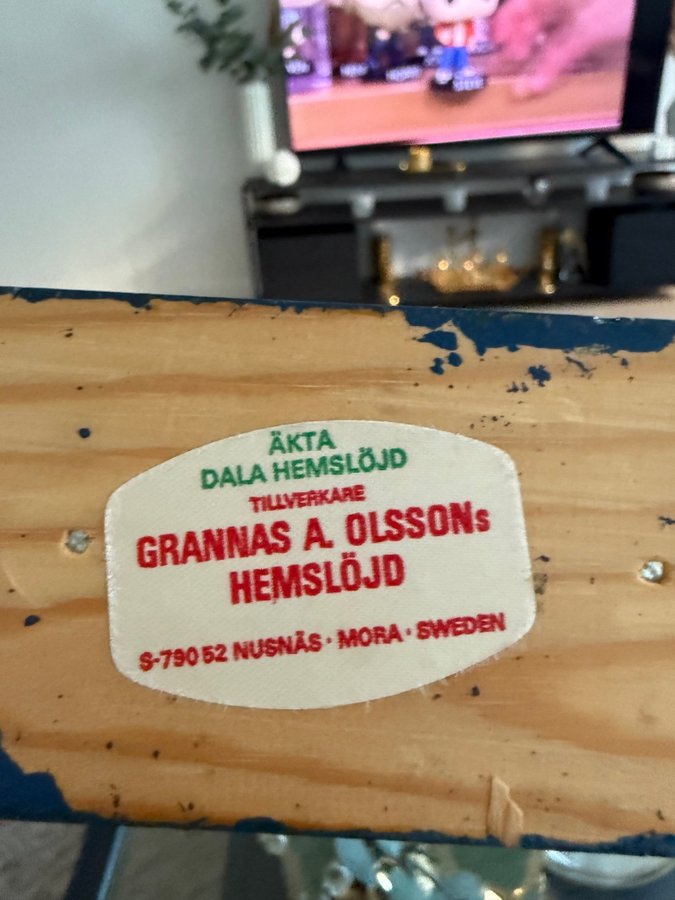 ÄKTA
DALA HEMSLÖJD
TILLVERKARE
GRANNAS A. OLSSONs
HEMSLÖJD
S-790 52 NUSNÄS · MORA · SWEDEN